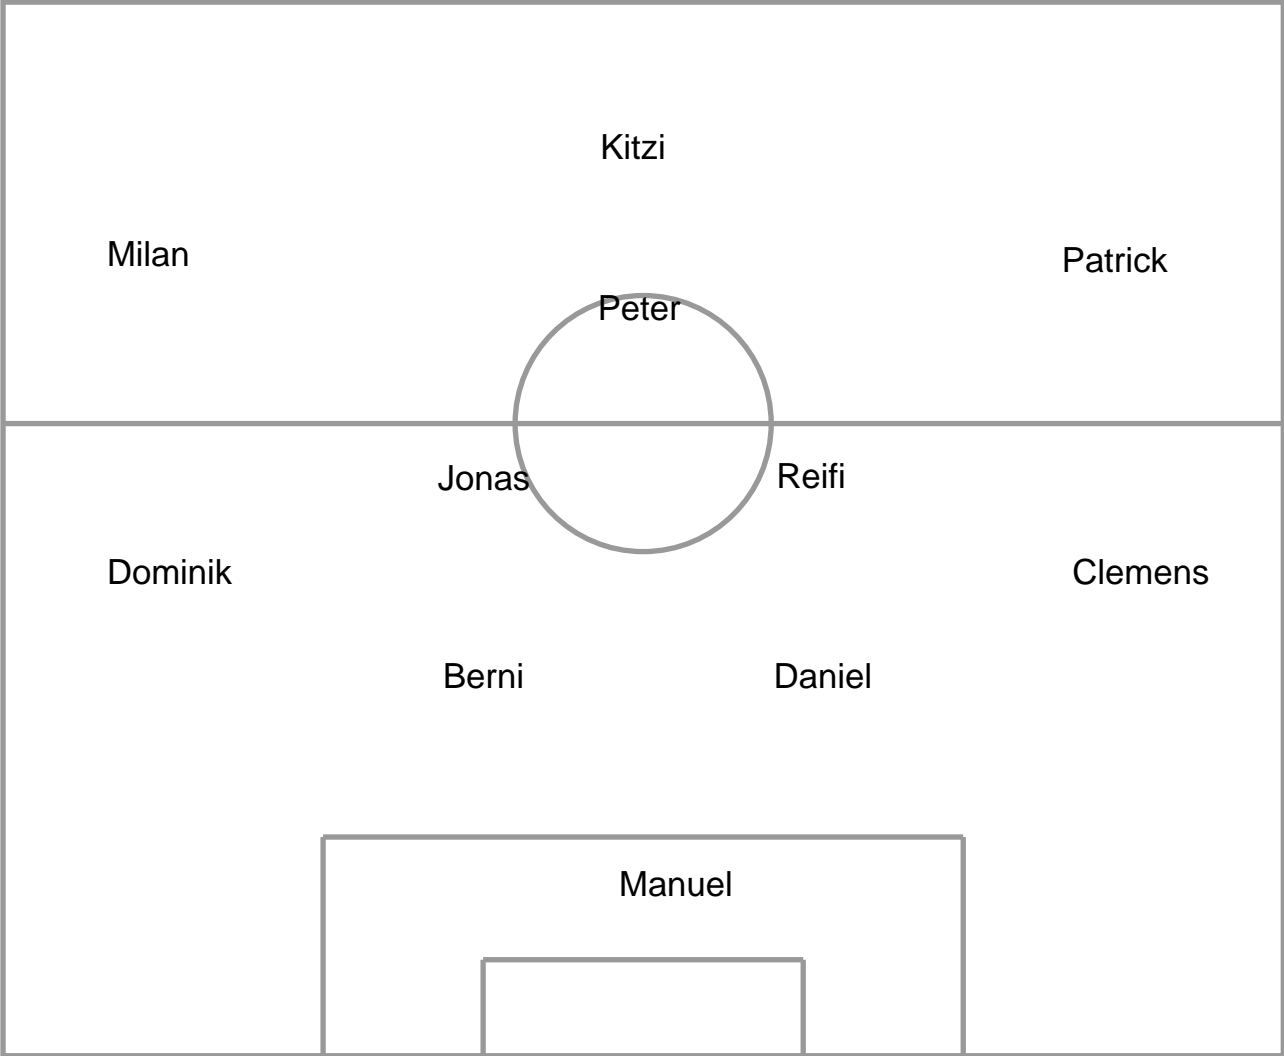 Kitzi
Milan
Patrick
Peter
Jonas
Reifi
Dominik
Clemens
Berni
Daniel
Manuel